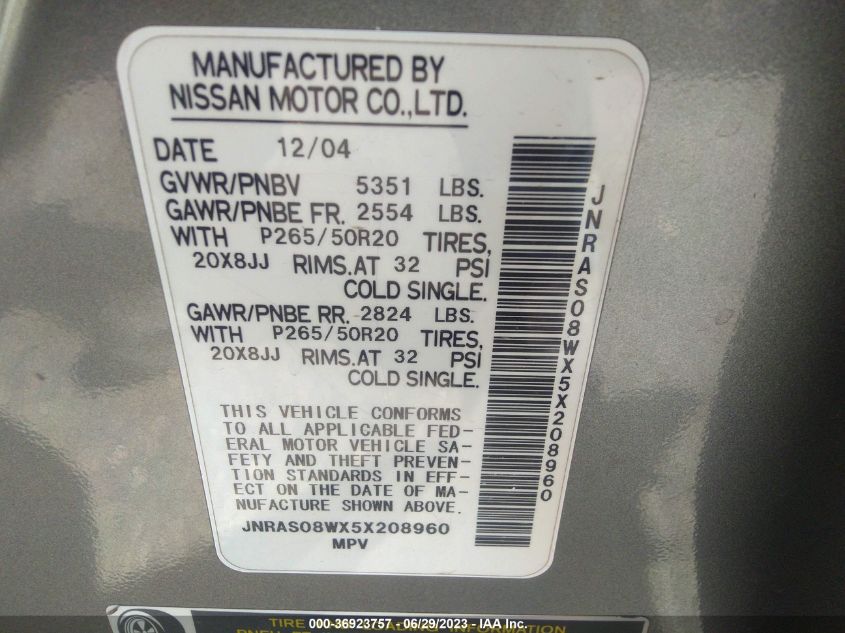 MANUFACTURED BY
NISSAN MOTOR CO.,LTD.
DATE 12/04
GVWR/PNBV 5351 LBS.
GAWR/PNBE FR. 2554 LBS.
WITH P265/50R20 TIRES,
20X8JJ RIMS.AT 32 PSI
COLD SINGLE.
GAWR/PNBE RR. 2824 LBS.
WITH P265/50R20 TIRES,
20X8JJ RIMS.AT 32 PSI
COLD SINGLE.
THIS VEHICLE CONFORMS
TO ALL APPLICABLE FED-
ERAL MOTOR VEHICLE SA-
FETY AND THEFT PREVEN-
TION STANDARDS IN EFF-
ECT ON THE DATE OF MA-
NUFACTURE SHOWN ABOVE.
JNRAS08WX5X208960
MPV
JNRAS08WX5X208960
TIRE AND LOADING INFORMATION
000-36923757 - 06/29/2023 - IAA Inc.